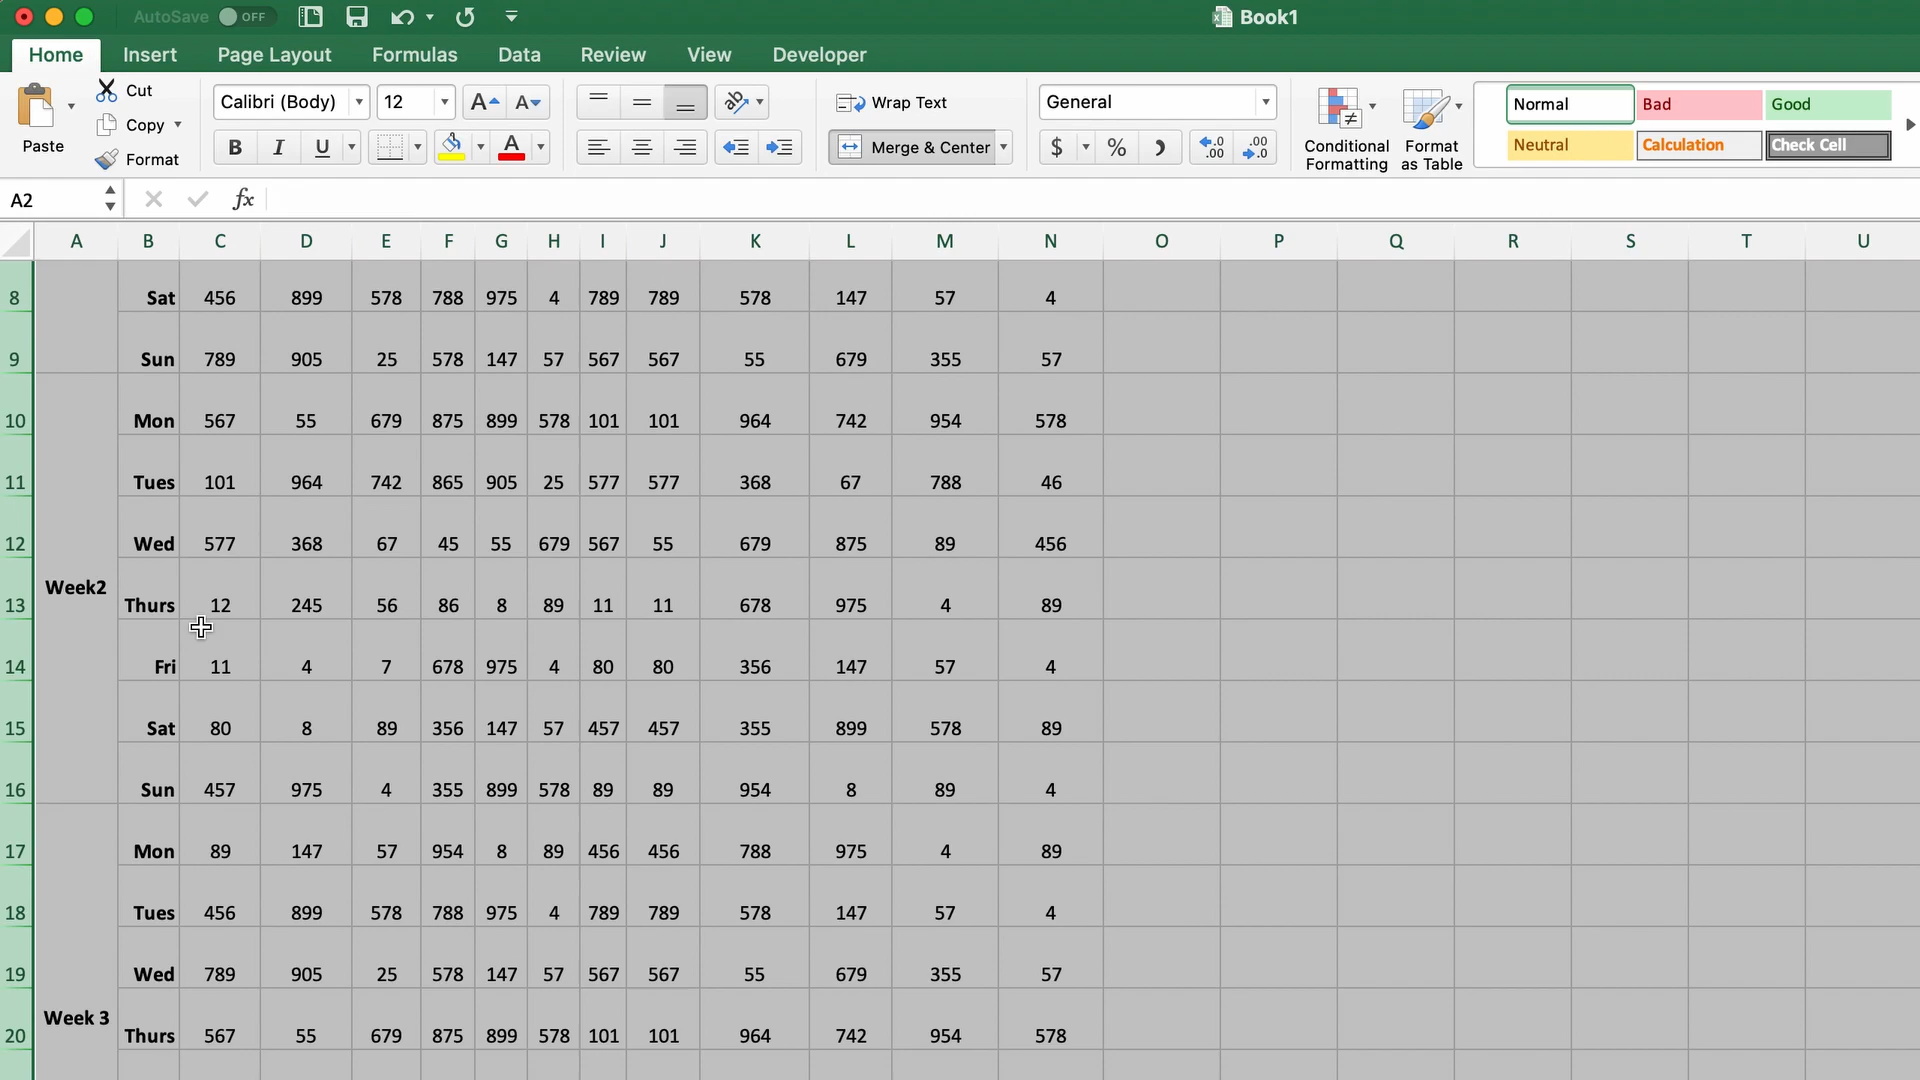 AutoSave OFF Book1
Home Insert Page Layout Formulas Data Review View Developer
Paste Cut Copy Format
Calibri (Body) 12 A A
B I U A
ab Wrap Text
Merge & Center
General
$ % .00 .00
Conditional Formatting
Format as Table
Normal Bad Good
Neutral Calculation Check Cell
A2 fx
A B C D E F G H I J K L M N O P Q R S T U
8 Sat 456 899 578 788 975 4 789 789 578 147 57 4
9 Sun 789 905 25 578 147 57 567 567 55 679 355 57
10 Mon 567 55 679 875 899 578 101 101 964 742 954 578
11 Tues 101 964 742 865 905 25 577 577 368 67 788 46
12 Wed 577 368 67 45 55 679 567 55 679 875 89 456
Week2
13 Thurs 12 245 56 86 8 89 11 11 678 975 4 89
14 Fri 11 4 7 678 975 4 80 80 356 147 57 4
15 Sat 80 8 89 356 147 57 457 457 355 899 578 89
16 Sun 457 975 4 355 899 578 89 89 954 8 89 4
17 Mon 89 147 57 954 8 89 456 456 788 975 4 89
18 Tues 456 899 578 788 975 4 789 789 578 147 57 4
19 Wed 789 905 25 578 147 57 567 567 55 679 355 57
Week 3
20 Thurs 567 55 679 875 899 578 101 101 964 742 954 578